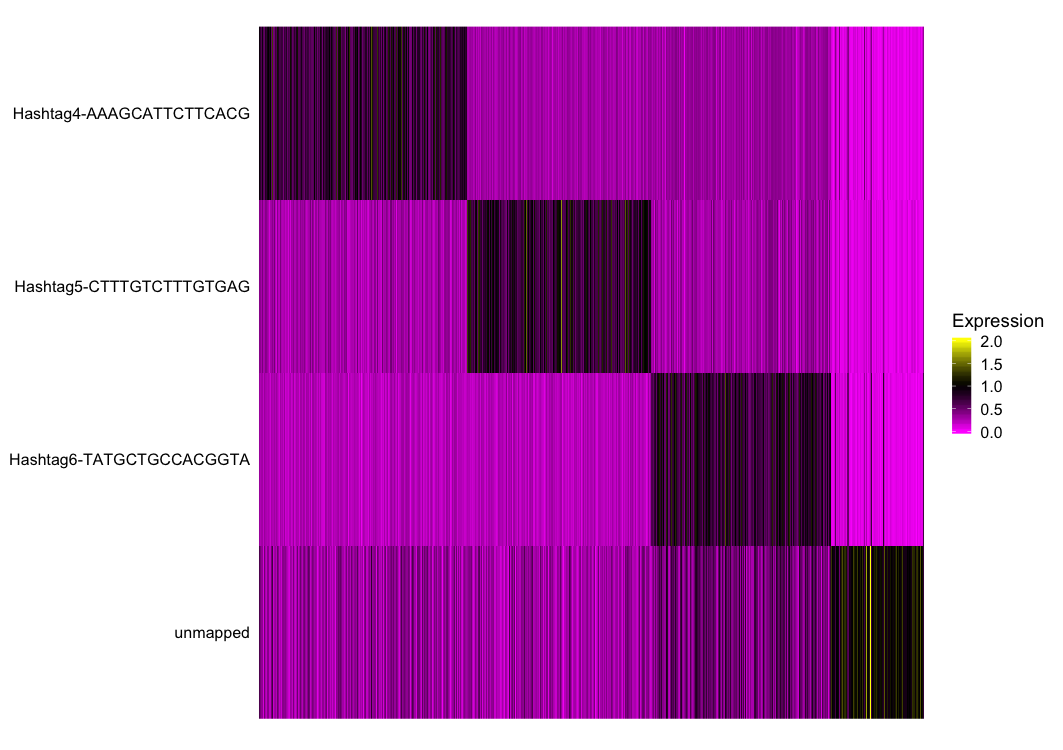 Hashtag4-AAAGCATTCTTCACG
Hashtag5-CTTTGTCTTTGTGAG
Hashtag6-TATGCTGCCACGGTA
unmapped
Expression
2.0
1.5
1.0
0.5
0.0